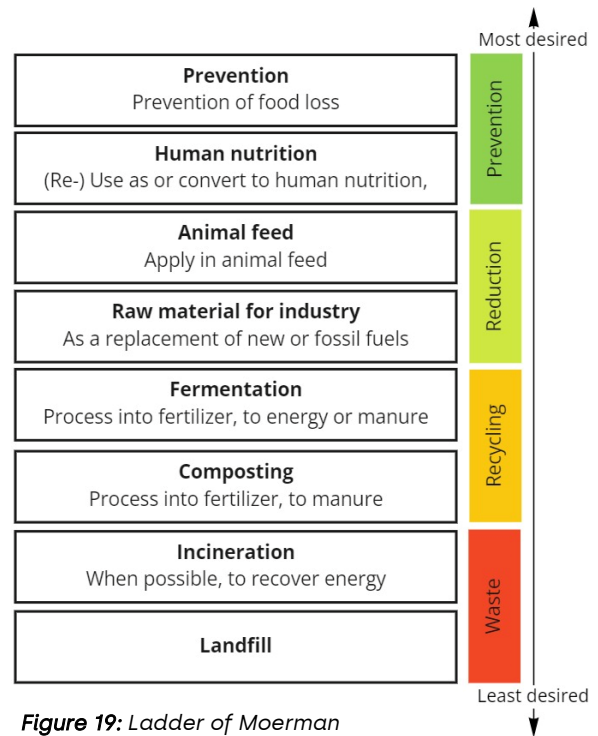 Most desired
Prevention
Prevention of food loss
Human nutrition
(Re-) Use as or convert to human nutrition,
Prevention
Animal feed
Apply in animal feed
Raw material for industry
As a replacement of new or fossil fuels
Reduction
Fermentation
Process into fertilizer, to energy or manure
Composting
Process into fertilizer, to manure
Recycling
Incineration
When possible, to recover energy
Landfill
Waste
Least desired
Figure 19: Ladder of Moerman